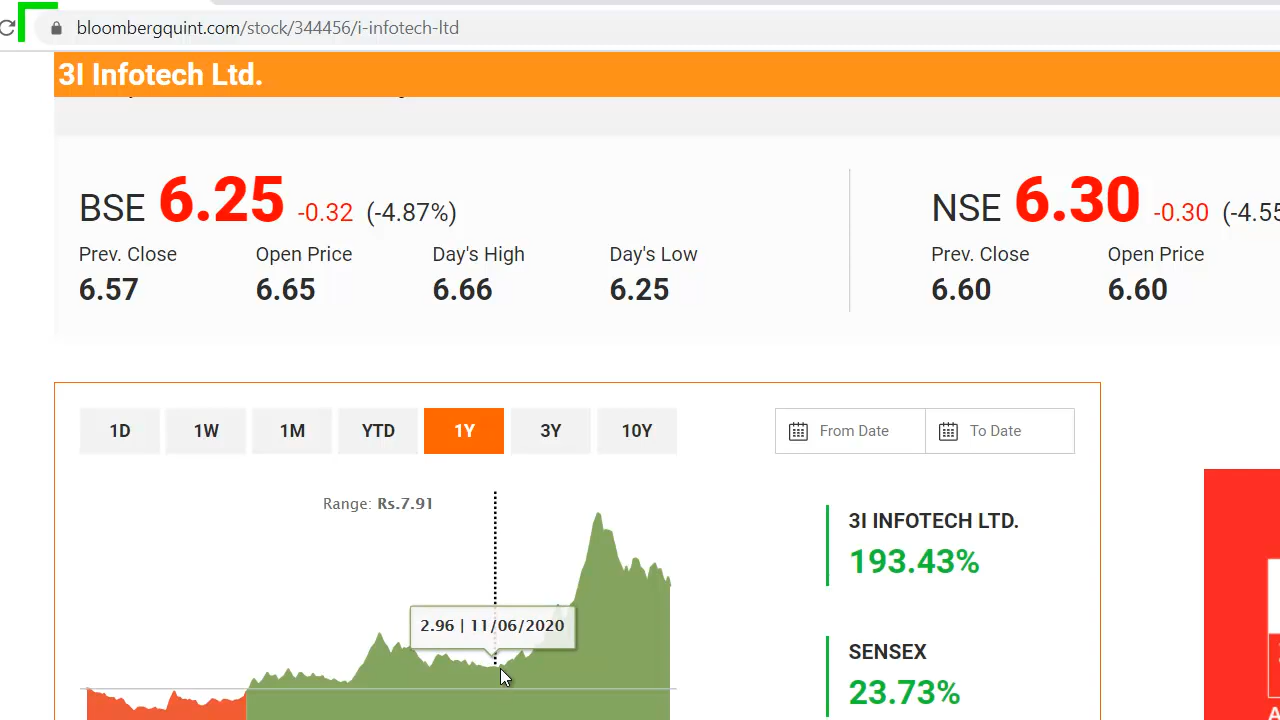 bloombergquint.com/stock/344456/i-infotech-ltd
3I Infotech Ltd.
BSE 6.25 -0.32 (-4.87%)
NSE 6.30 -0.30 (-4.55
Prev. Close Open Price Day's High Day's Low
6.57 6.65 6.66 6.25
Prev. Close Open Price
6.60 6.60
1D 1W 1M YTD 1Y 3Y 10Y
From Date To Date
Range: Rs.7.91
2.96 | 11/06/2020
3I INFOTECH LTD.
193.43%
SENSEX
23.73%